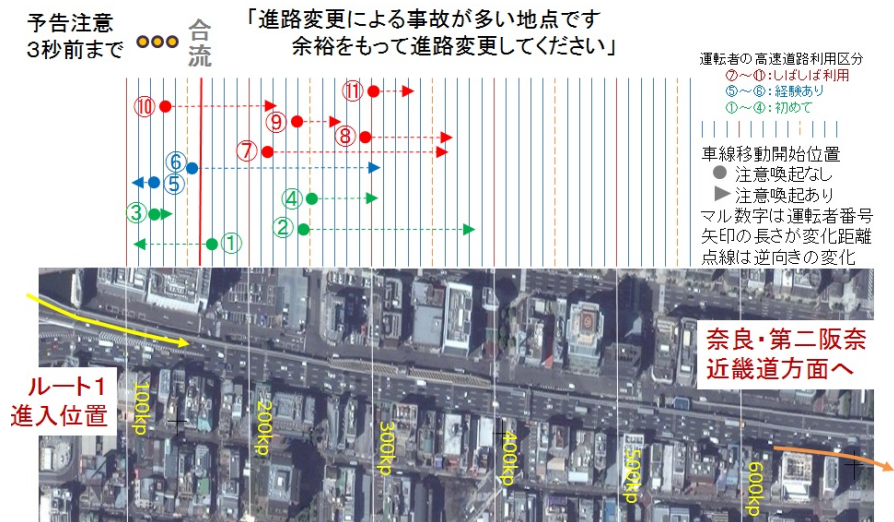 予告注意
3秒前まで
合流
「進路変更による事故が多い地点です
余裕をもって進路変更してください」
運転者の高速道路利用区分
⑦～⑪:しばしば利用
⑤～⑥:経験あり
①～④:初めて
車線移動開始位置
● 注意喚起なし
▶ 注意喚起あり
マル数字は運転者番号
矢印の長さが変化距離
点線は逆向きの変化
⑪
⑩
⑨
⑧
⑦
⑥
⑤
④
③
②
①
ルート1
進入位置
奈良・第二阪奈
近畿道方面へ
100kp
200kp
300kp
400kp
500kp
600kp